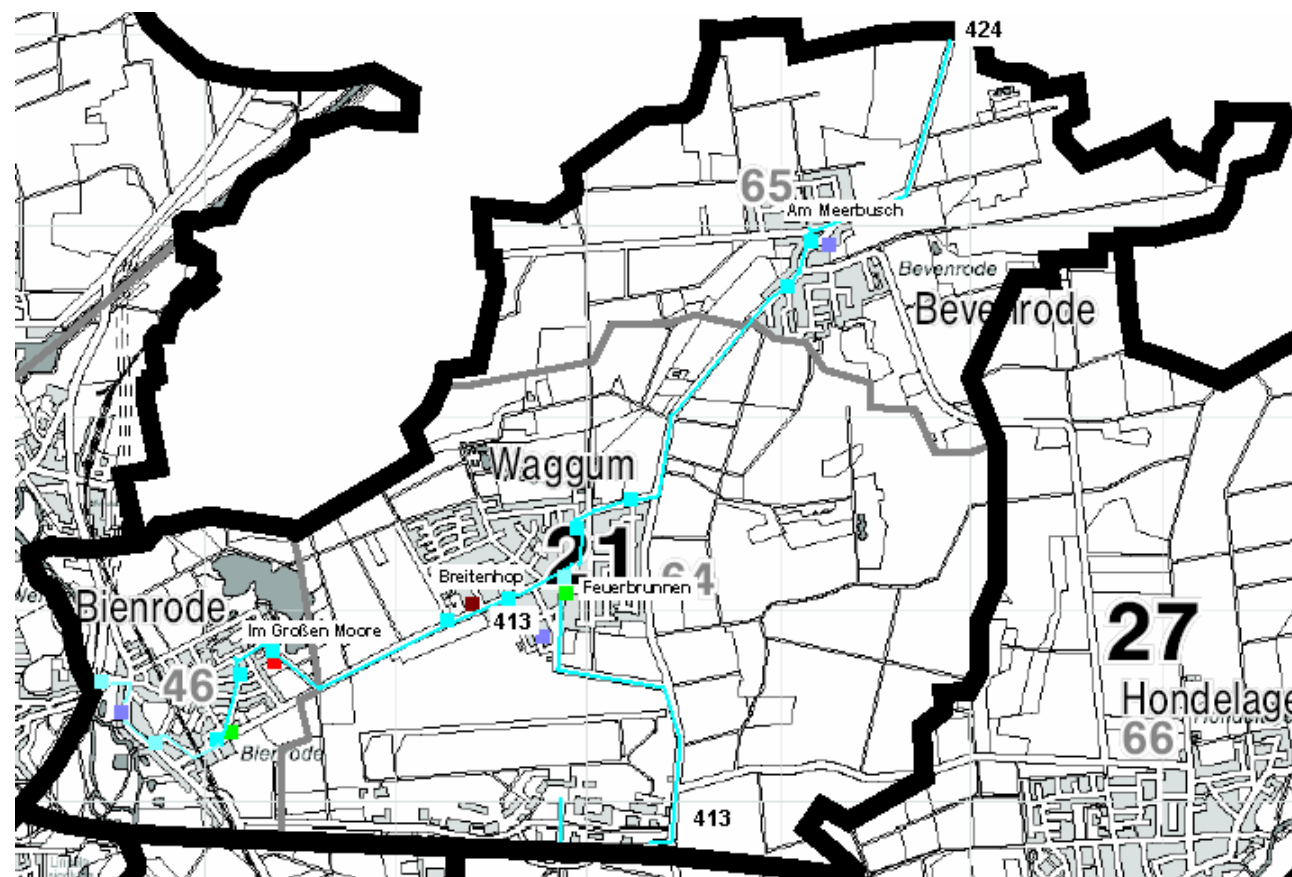 424
65
Am Meerbusch
Bevenrode
Bevenrode
Waggum
21
64
Breitenhop
Feuerbrunnen
Bienrode
413
27
Im Großen Moore
46
Hondelage
66
Bienrode
413